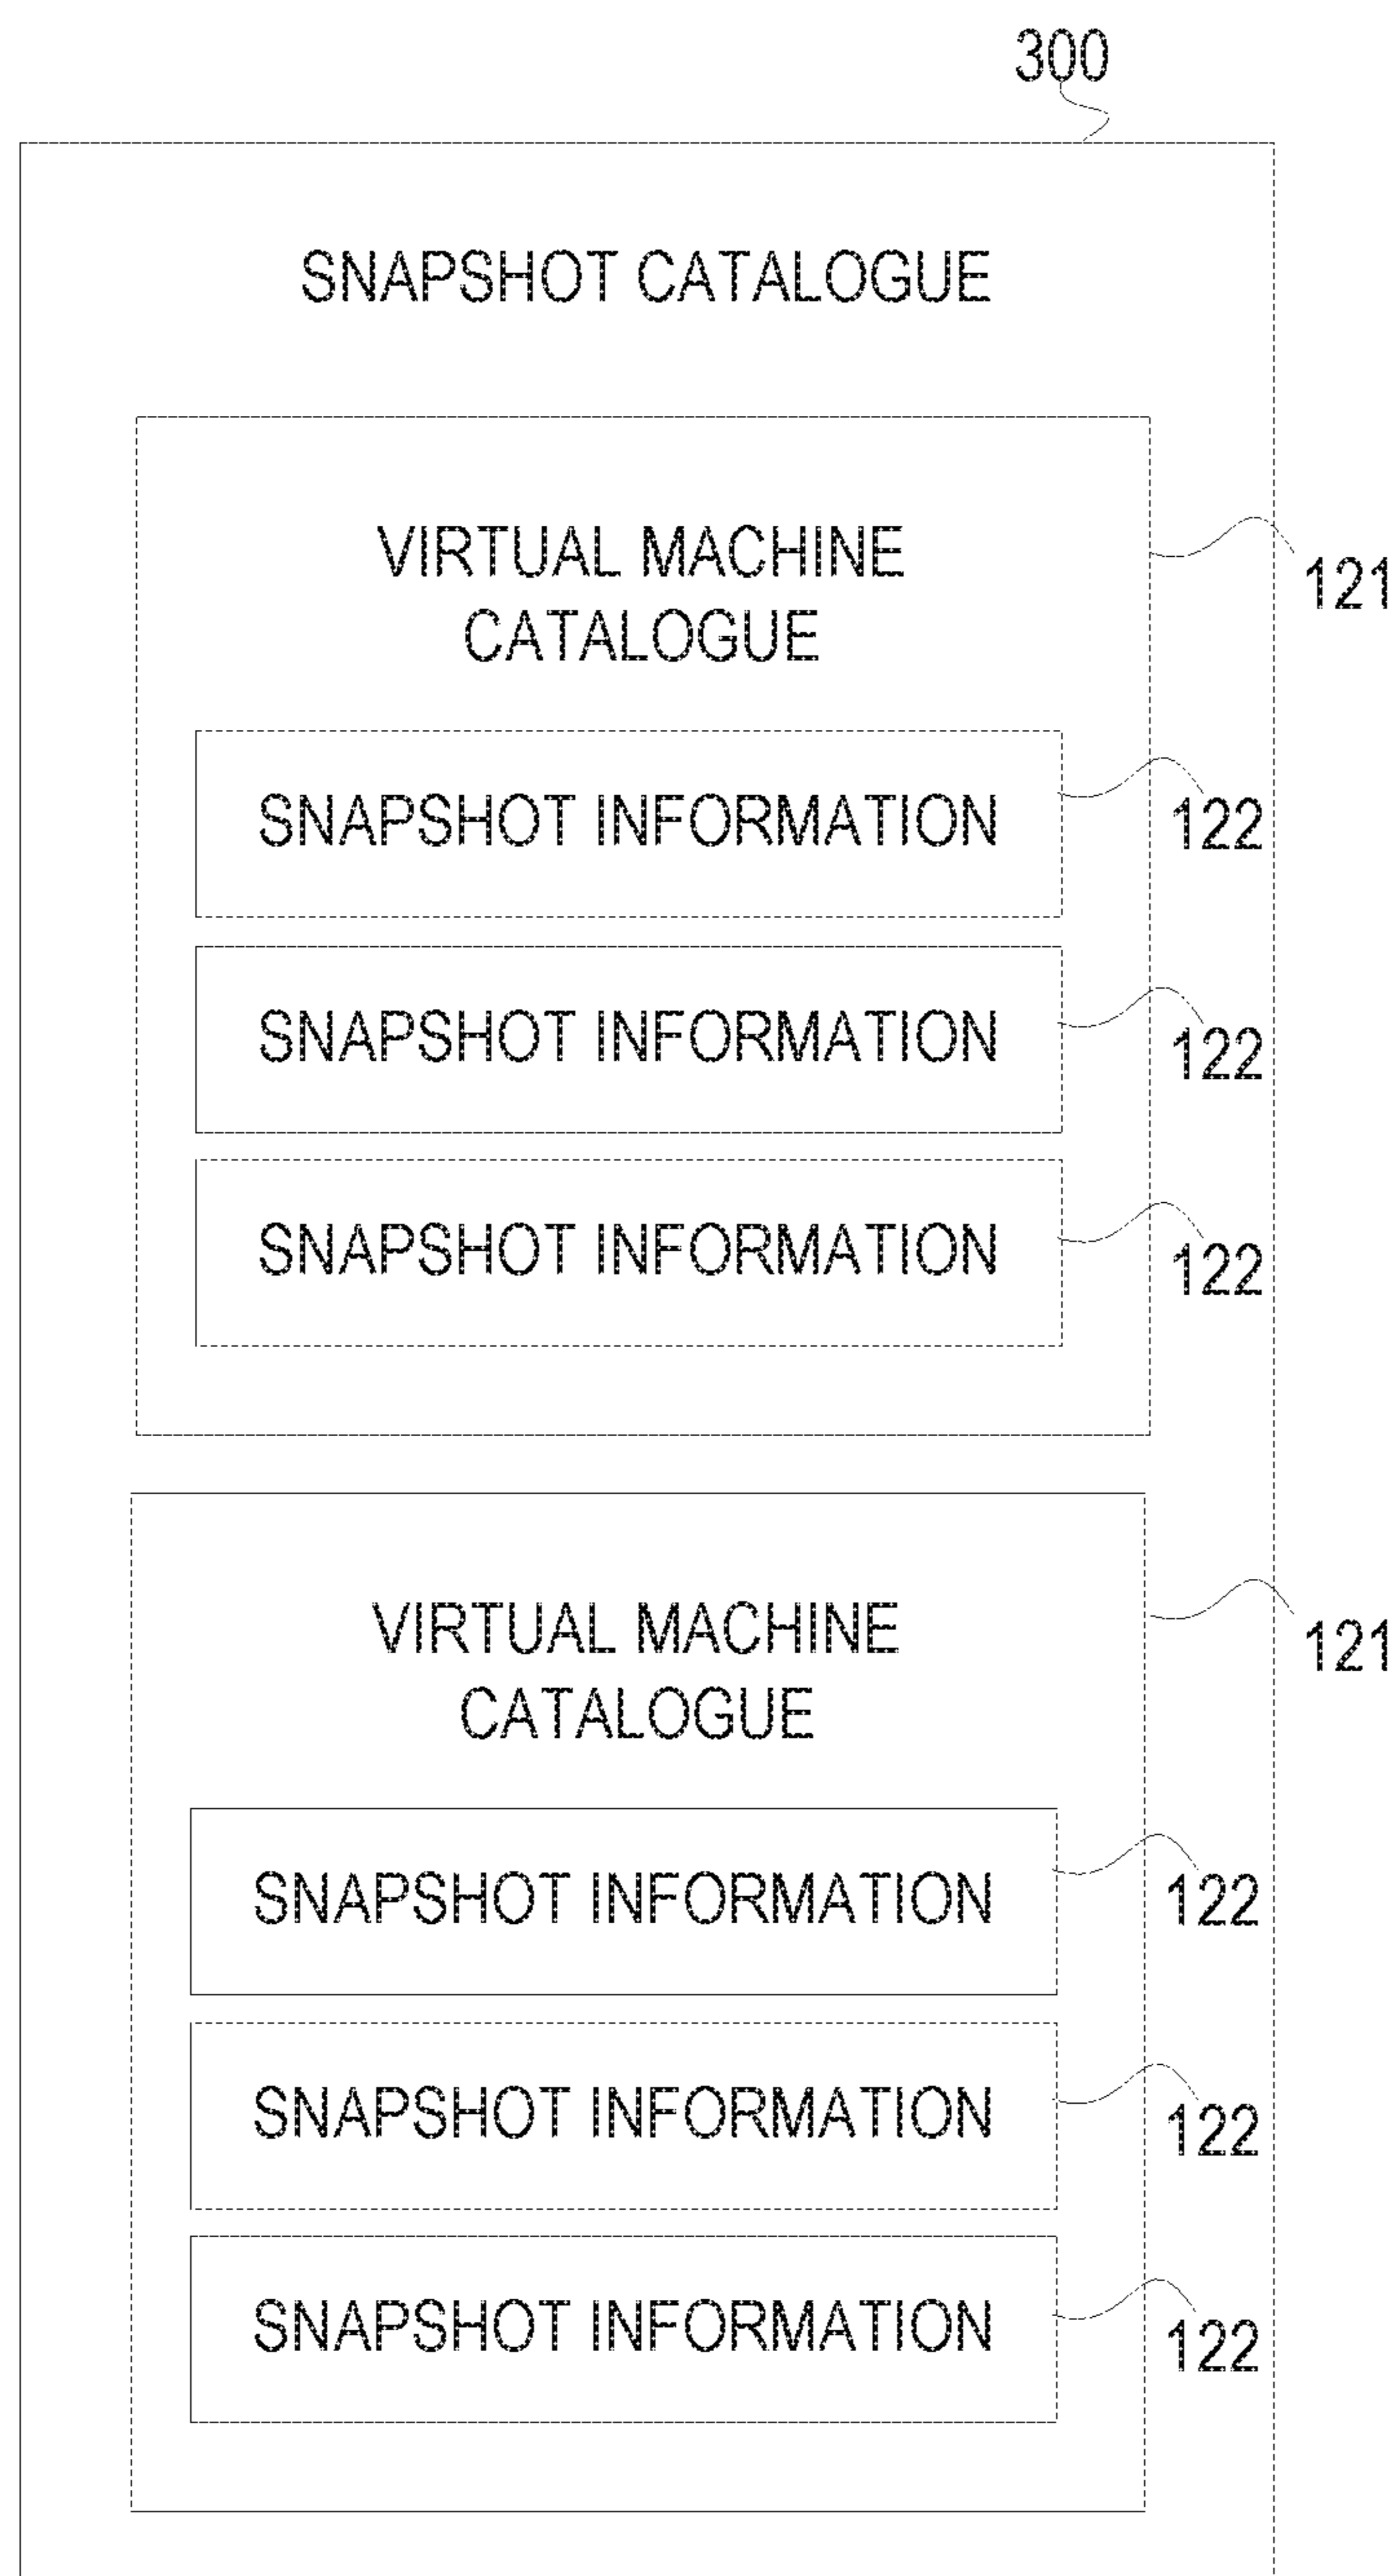 300
SNAPSHOT CATALOGUE
VIRTUAL MACHINE
CATALOGUE
121
SNAPSHOT INFORMATION
122
SNAPSHOT INFORMATION
122
SNAPSHOT INFORMATION
122
VIRTUAL MACHINE
CATALOGUE
121
SNAPSHOT INFORMATION
122
SNAPSHOT INFORMATION
122
SNAPSHOT INFORMATION
122